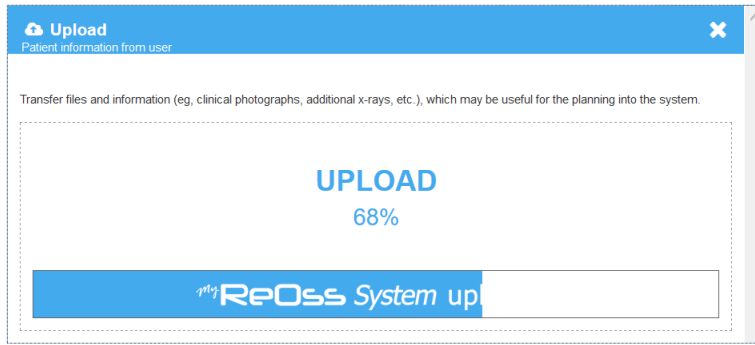 Upload
Patient information from user
Transfer files and information (eg, clinical photographs, additional x-rays, etc.), which may be useful for the planning into the system.
UPLOAD
68%
my ReOss System upl